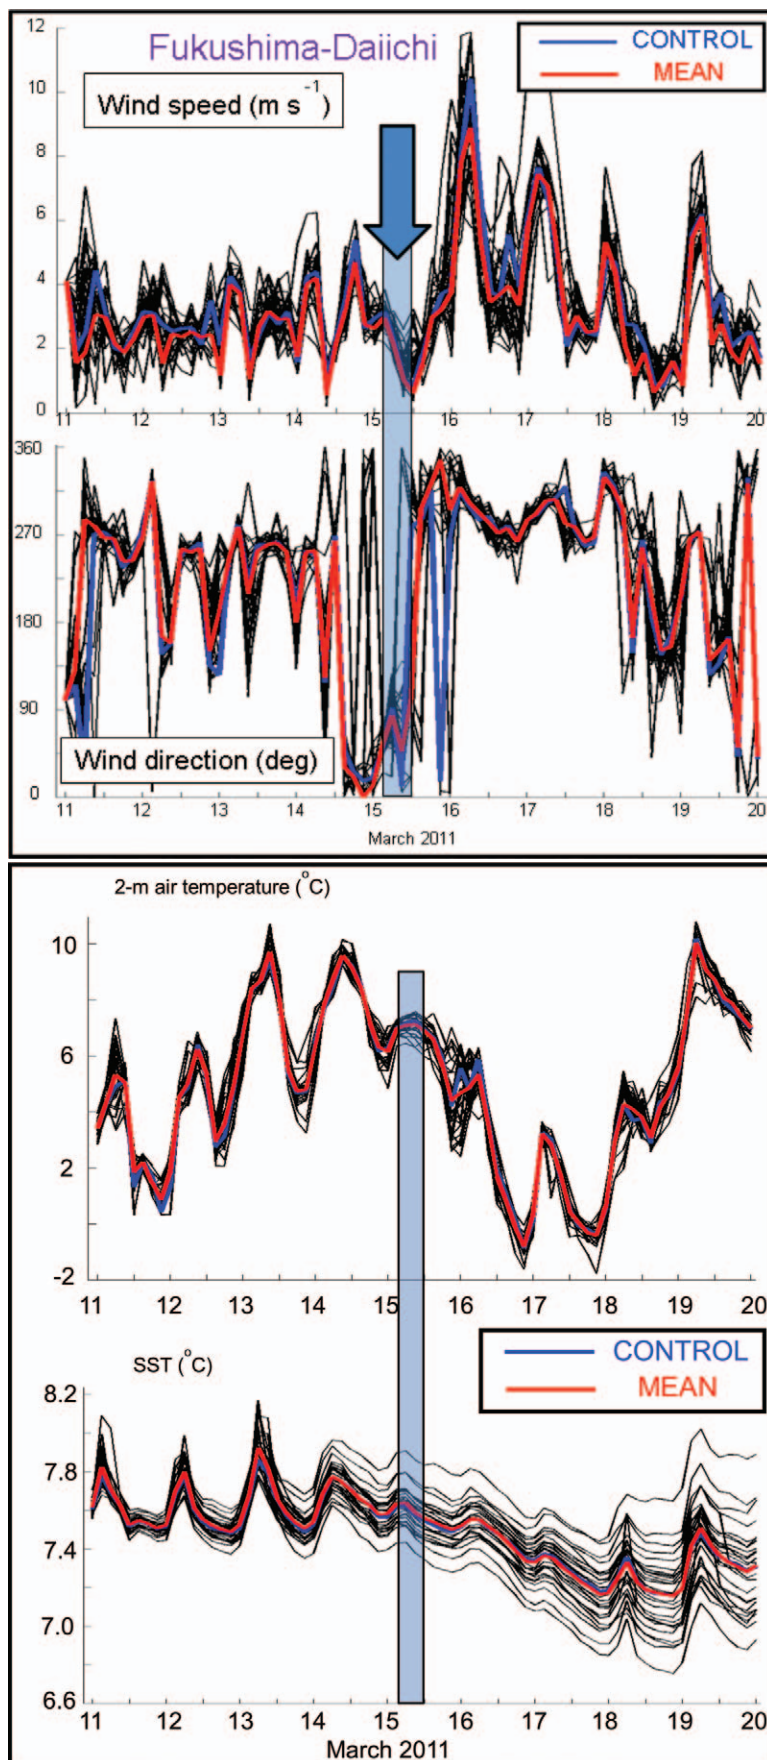 Fukushima-Daiichi
CONTROL
MEAN
Wind speed (m s⁻¹)
12
10
8
6
4
2
0
11 12 13 14 15 16 17 18 19 20
360
270
180
90
0
Wind direction (deg)
11 12 13 14 15 16 17 18 19 20
March 2011
2-m air temperature (°C)
10
6
2
-2
11 12 13 14 15 16 17 18 19 20
CONTROL
MEAN
SST (°C)
8.2
7.8
7.4
7.0
6.6
11 12 13 14 15 16 17 18 19 20
March 2011